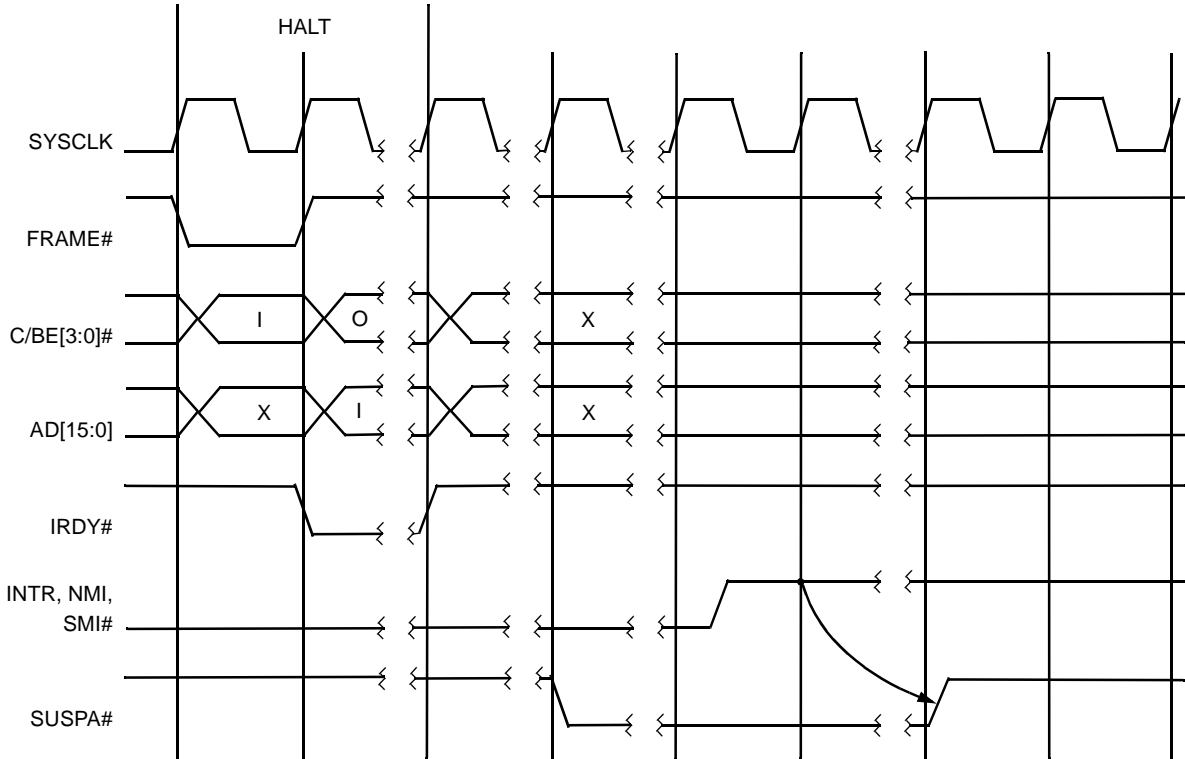 HALT
SYSCLK
FRAME#
C/BE[3:0]#
I
O
X
AD[15:0]
X
I
X
IRDY#
INTR, NMI,
SMI#
SUSPA#